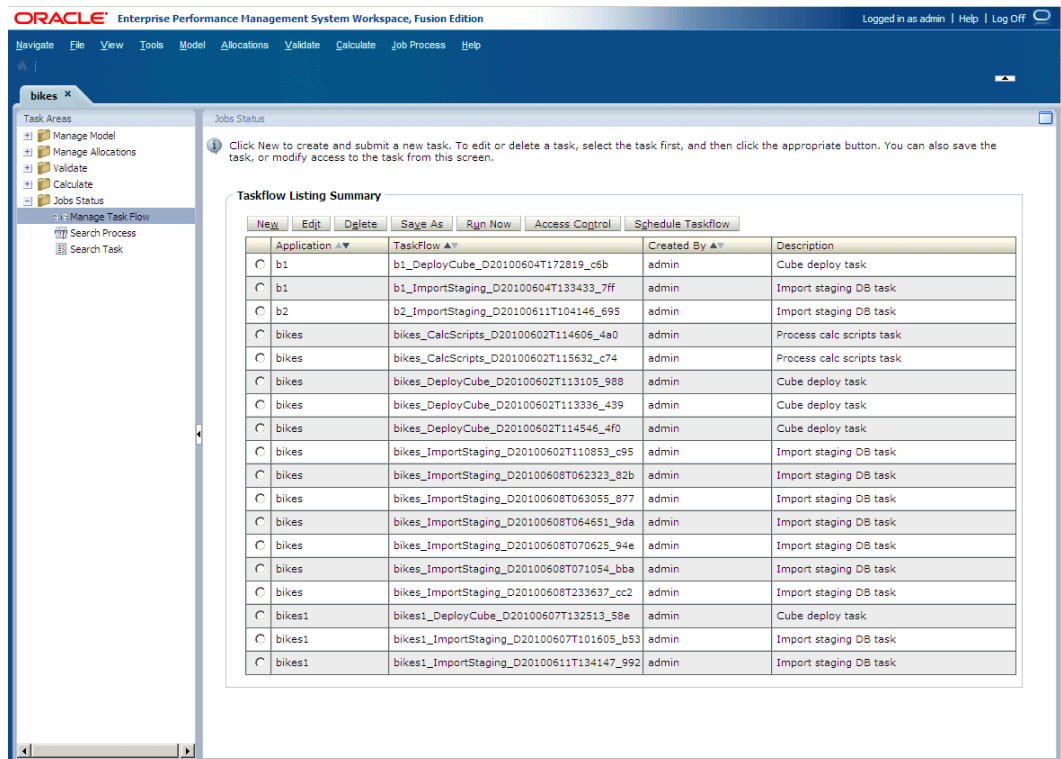 ORACLE Enterprise Performance Management System Workspace, Fusion Edition
Logged in as admin | Help | Log Off
Navigate File View Tools Model Allocations Validate Calculate Job Process Help
bikes
Task Areas
Manage Model
Manage Allocations
Validate
Calculate
Jobs Status
Manage Task Flow
Search Process
Search Task
Jobs Status
Click New to create and submit a new task. To edit or delete a task, select the task first, and then click the appropriate button. You can also save the
task, or modify access to the task from this screen.
Taskflow Listing Summary
New Edit Delete Save As Run Now Access Control Schedule Taskflow
Application TaskFlow Created By Description
b1 b1_DeployCube_D20100604T172819_c6b admin Cube deploy task
b1 b1_ImportStaging_D20100604T133433_7ff admin Import staging DB task
b2 b2_ImportStaging_D20100611T104146_695 admin Import staging DB task
bikes bikes_CalcScripts_D20100602T114606_4a0 admin Process calc scripts task
bikes bikes_CalcScripts_D20100602T115632_c74 admin Process calc scripts task
bikes bikes_DeployCube_D20100602T113105_988 admin Cube deploy task
bikes bikes_DeployCube_D20100602T113336_439 admin Cube deploy task
bikes bikes_DeployCube_D20100602T114546_4f0 admin Cube deploy task
bikes bikes_ImportStaging_D20100602T110853_c95 admin Import staging DB task
bikes bikes_ImportStaging_D20100608T062323_82b admin Import staging DB task
bikes bikes_ImportStaging_D20100608T063055_877 admin Import staging DB task
bikes bikes_ImportStaging_D20100608T064651_9da admin Import staging DB task
bikes bikes_ImportStaging_D20100608T070625_94e admin Import staging DB task
bikes bikes_ImportStaging_D20100608T071054_bba admin Import staging DB task
bikes bikes_ImportStaging_D20100608T233637_cc2 admin Import staging DB task
bikes1 bikes1_DeployCube_D20100607T132513_58e admin Cube deploy task
bikes1 bikes1_ImportStaging_D20100607T101605_b53 admin Import staging DB task
bikes1 bikes1_ImportStaging_D20100611T134147_992 admin Import staging DB task